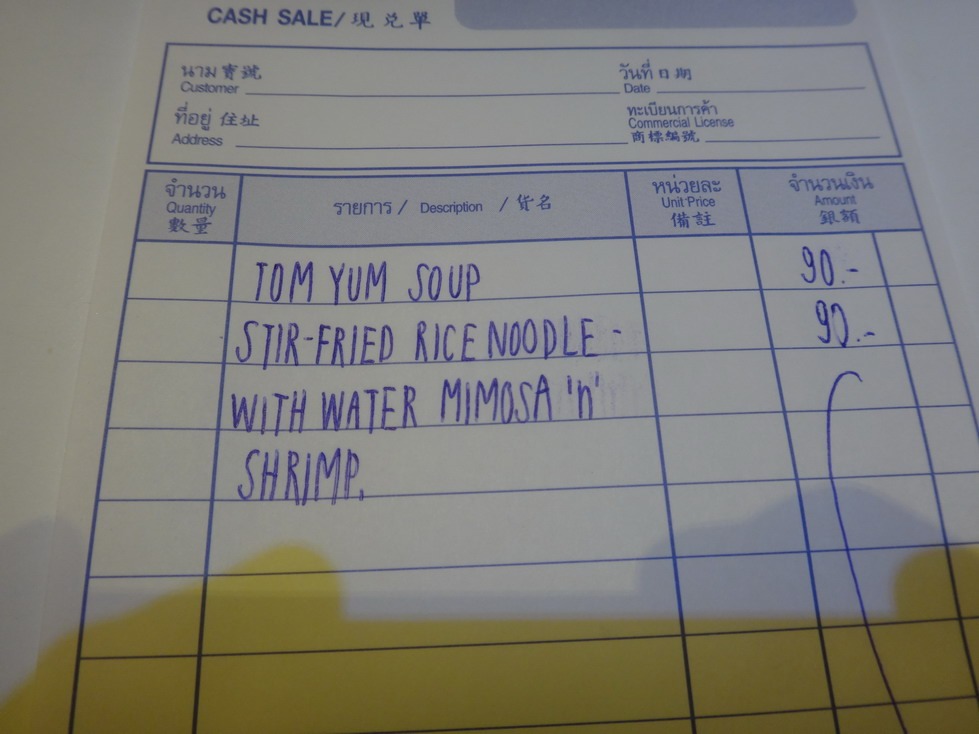 CASH SALE/ 现兑單
นาม寶號
Customer
วันที่日期
Date
ที่อยู่ 住址
Address
ทะเบียนการค้า
Commercial License
商標編號
จำนวน
Quantity
數量
รายการ / Description / 貨名
หน่วยละ
Unit Price
備註
จำนวนเงิน
Amount
銀額
TOM YUM SOUP 90.-
STIR-FRIED RICE NOODLE - 90.-
WITH WATER MIMOSA 'n'
SHRIMP.